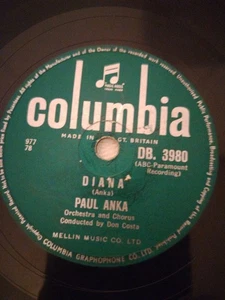 columbia
MADE IN GT. BRITAIN
977
78
DB. 3980
(ABC-Paramount
Recording)
DIANA
(Anka)
PAUL ANKA
Orchestra and Chorus
Conducted by Don Costa
MELLIN MUSIC CO. LTD
COLUMBIA GRAPHOPHONE CO. LTD.